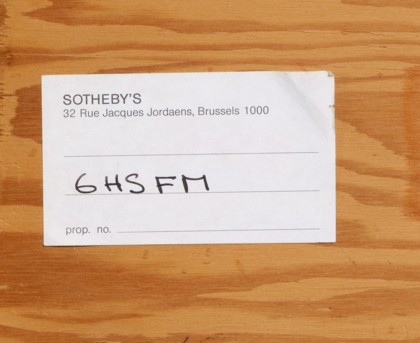 SOTHEBY'S
32 Rue Jacques Jordaens, Brussels 1000
6HSFM
prop. no.